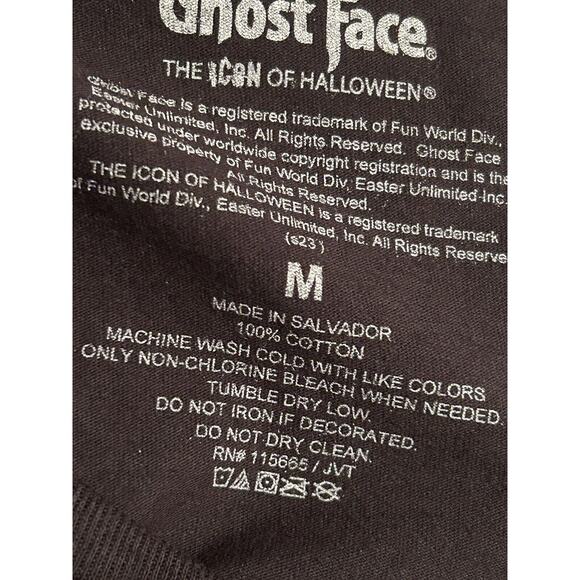 Ghost Face®
THE ICON OF HALLOWEEN®
Ghost Face is a registered trademark of Fun World Div.,
Easter Unlimited, Inc. All Rights Reserved. Ghost Face
protected under worldwide copyright registration and is the
exclusive property of Fun World Div, Easter Unlimited Inc.
All Rights Reserved.
THE ICON OF HALLOWEEN is a registered trademark
of Fun World Div., Easter Unlimited, Inc. All Rights Reserve
(s23)
M
MADE IN SALVADOR
100% COTTON
MACHINE WASH COLD WITH LIKE COLORS
ONLY NON-CHLORINE BLEACH WHEN NEEDED.
TUMBLE DRY LOW.
DO NOT IRON IF DECORATED.
DO NOT DRY CLEAN.
RN# 115665 / JVT